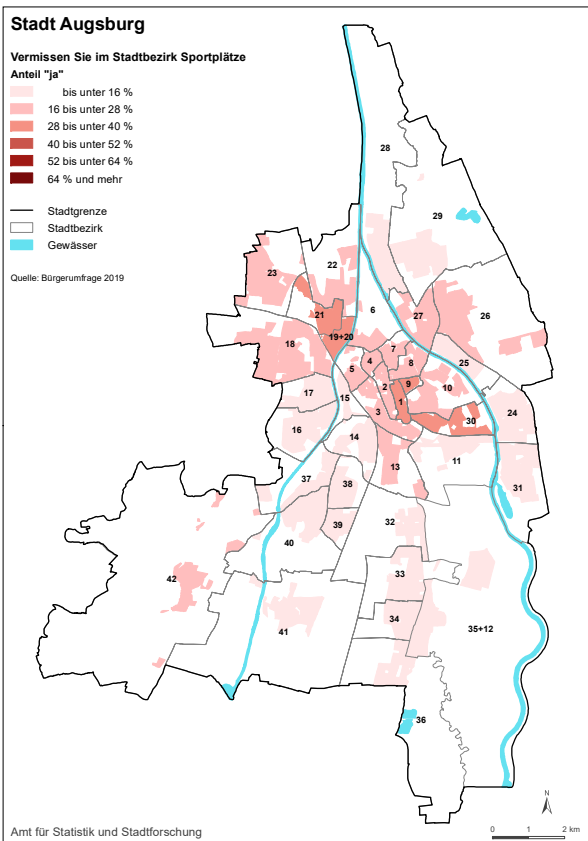 Stadt Augsburg
Vermissen Sie im Stadtbezirk Sportplätze
Anteil "ja"
bis unter 16 %
16 bis unter 28 %
28 bis unter 40 %
40 bis unter 52 %
52 bis unter 64 %
64 % und mehr
Stadtgrenze
Stadtbezirk
Gewässer
Quelle: Bürgerumfrage 2019
28
29
22
23
6
27
26
21
19+20
18
7
4
8
5
25
9
2
10
17
15
1
3
24
30
16
14
11
13
37
38
31
32
39
40
33
42
34
41
35+12
36
N
0 1 2 km
Amt für Statistik und Stadtforschung